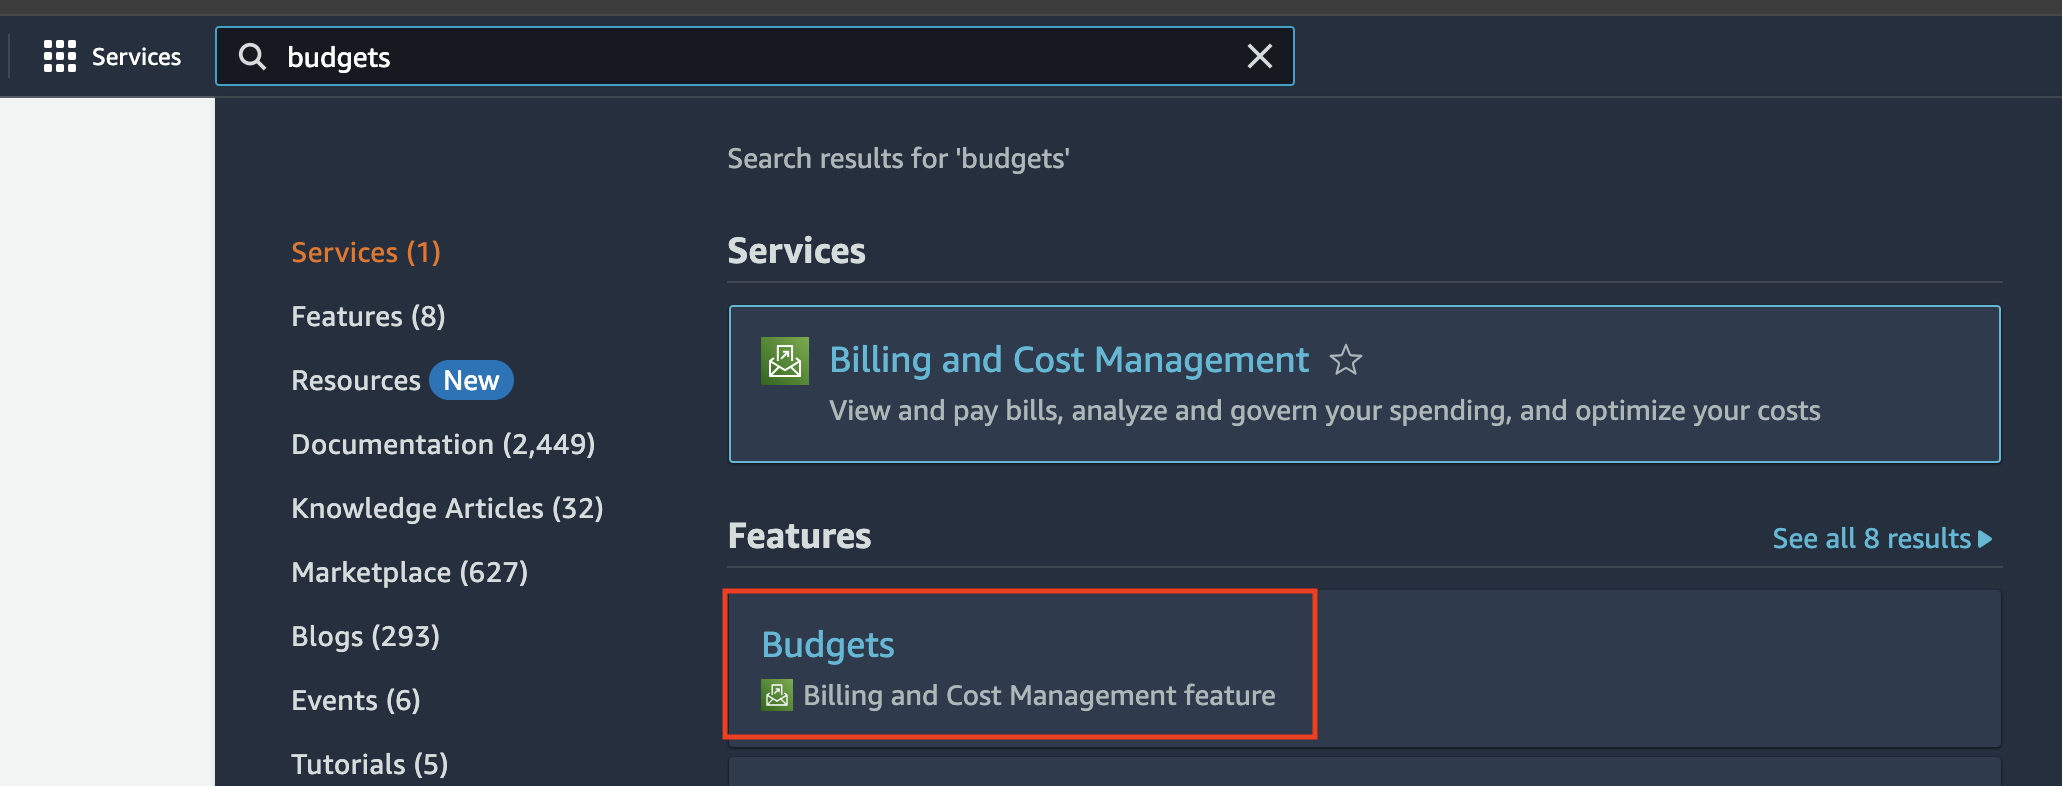 Services
budgets
Search results for 'budgets'
Services (1)
Features (8)
Resources New
Documentation (2,449)
Knowledge Articles (32)
Marketplace (627)
Blogs (293)
Events (6)
Tutorials (5)
Services
Billing and Cost Management
View and pay bills, analyze and govern your spending, and optimize your costs
Features
See all 8 results
Budgets
Billing and Cost Management feature